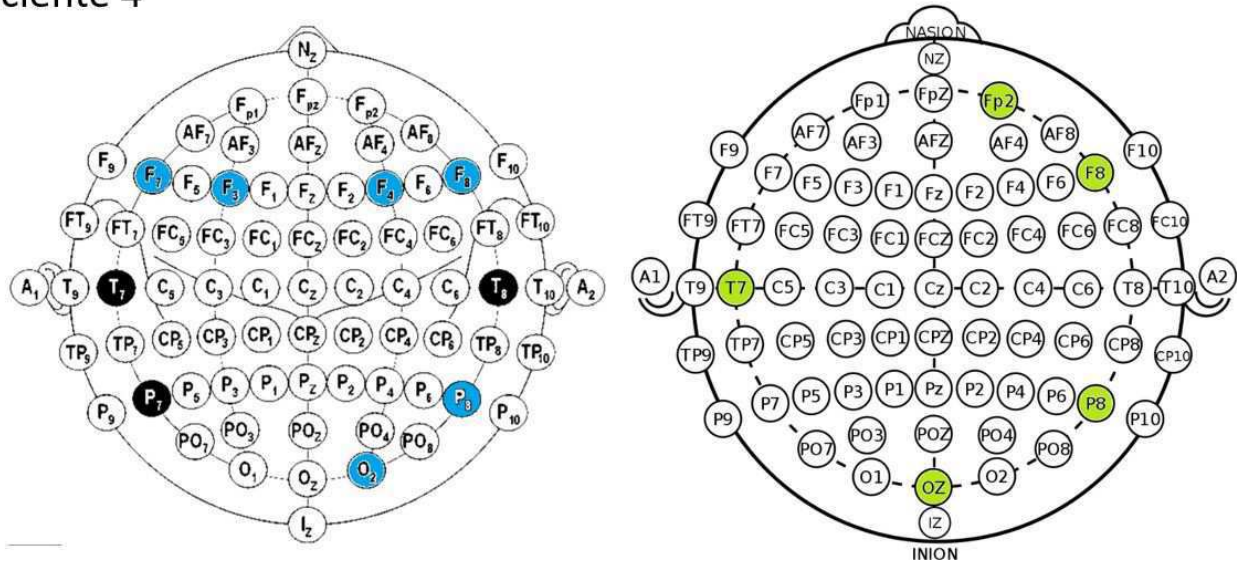 ciente 4
Nz
Fp1 Fpz Fp2
AF7 AF3 AFz AF4 AF8
F9 F7 F5 F3 F1 Fz F2 F4 F6 F8 F10
FT9 FT7 FC5 FC3 FC1 FCz FC2 FC4 FC6 FT8 FT10
A1 T9 T7 C5 C3 C1 Cz C2 C4 C6 T8 T10 A2
TP9 TP7 CP5 CP3 CP1 CPz CP2 CP4 CP6 TP8 TP10
P9 P7 P5 P3 P1 Pz P2 P4 P6 P8 P10
PO7 PO3 POz PO4 PO8
O1 Oz O2
Iz
NASION
NZ
Fp1 FpZ Fp2
AF7 AF3 AFZ AF4 AF8
F9 F7 F5 F3 F1 Fz F2 F4 F6 F8 F10
FT9 FT7 FC5 FC3 FC1 FCZ FC2 FC4 FC6 FC8 FC10
A1 T9 T7 C5 C3 C1 Cz C2 C4 C6 T8 T10 A2
TP9 TP7 CP5 CP3 CP1 CPZ CP2 CP4 CP6 CP8 CP10
P9 P7 P5 P3 P1 Pz P2 P4 P6 P8 P10
PO7 PO3 POZ PO4 PO8
O1 OZ O2
IZ
INION